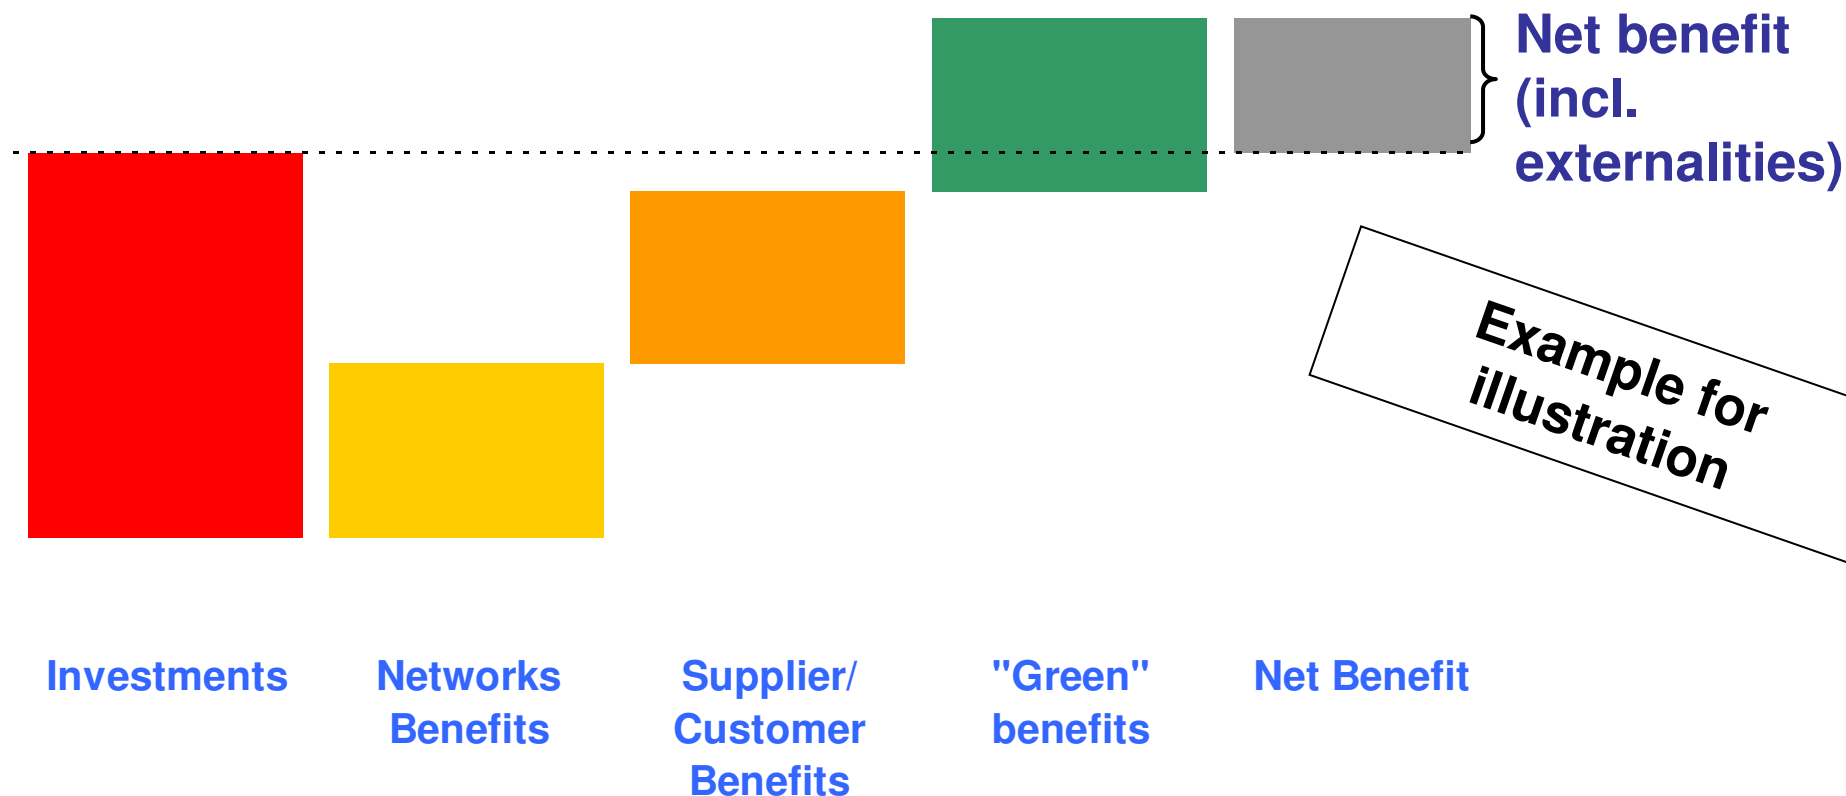 Net benefit
(incl.
externalities)
Example for
illustration
Investments
Networks
Benefits
Supplier/
Customer
Benefits
"Green"
benefits
Net Benefit